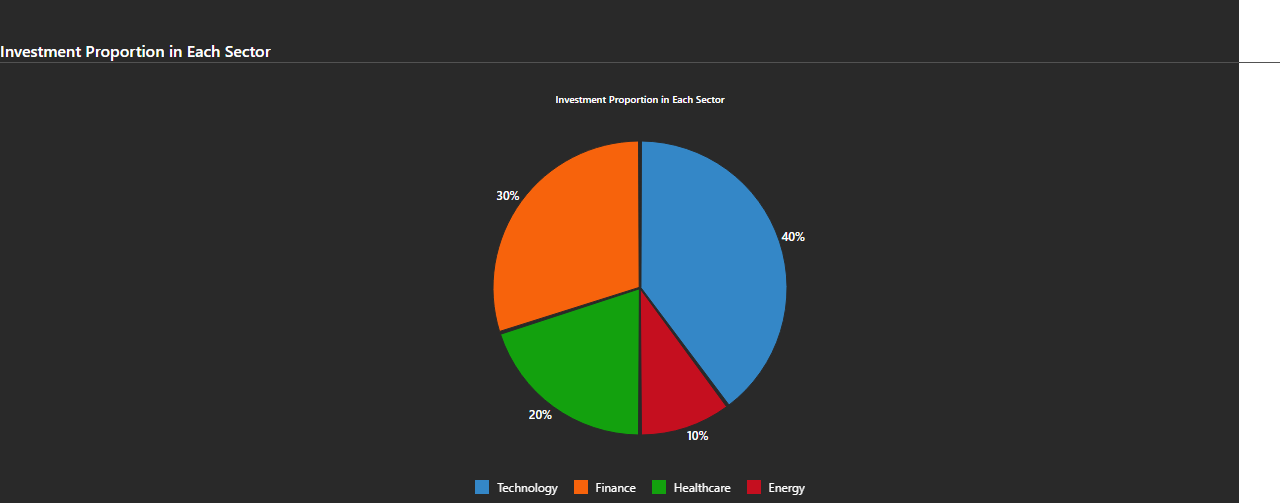 Investment Proportion in Each Sector
Investment Proportion in Each Sector
30%
40%
20%
10%
Technology Finance Healthcare Energy